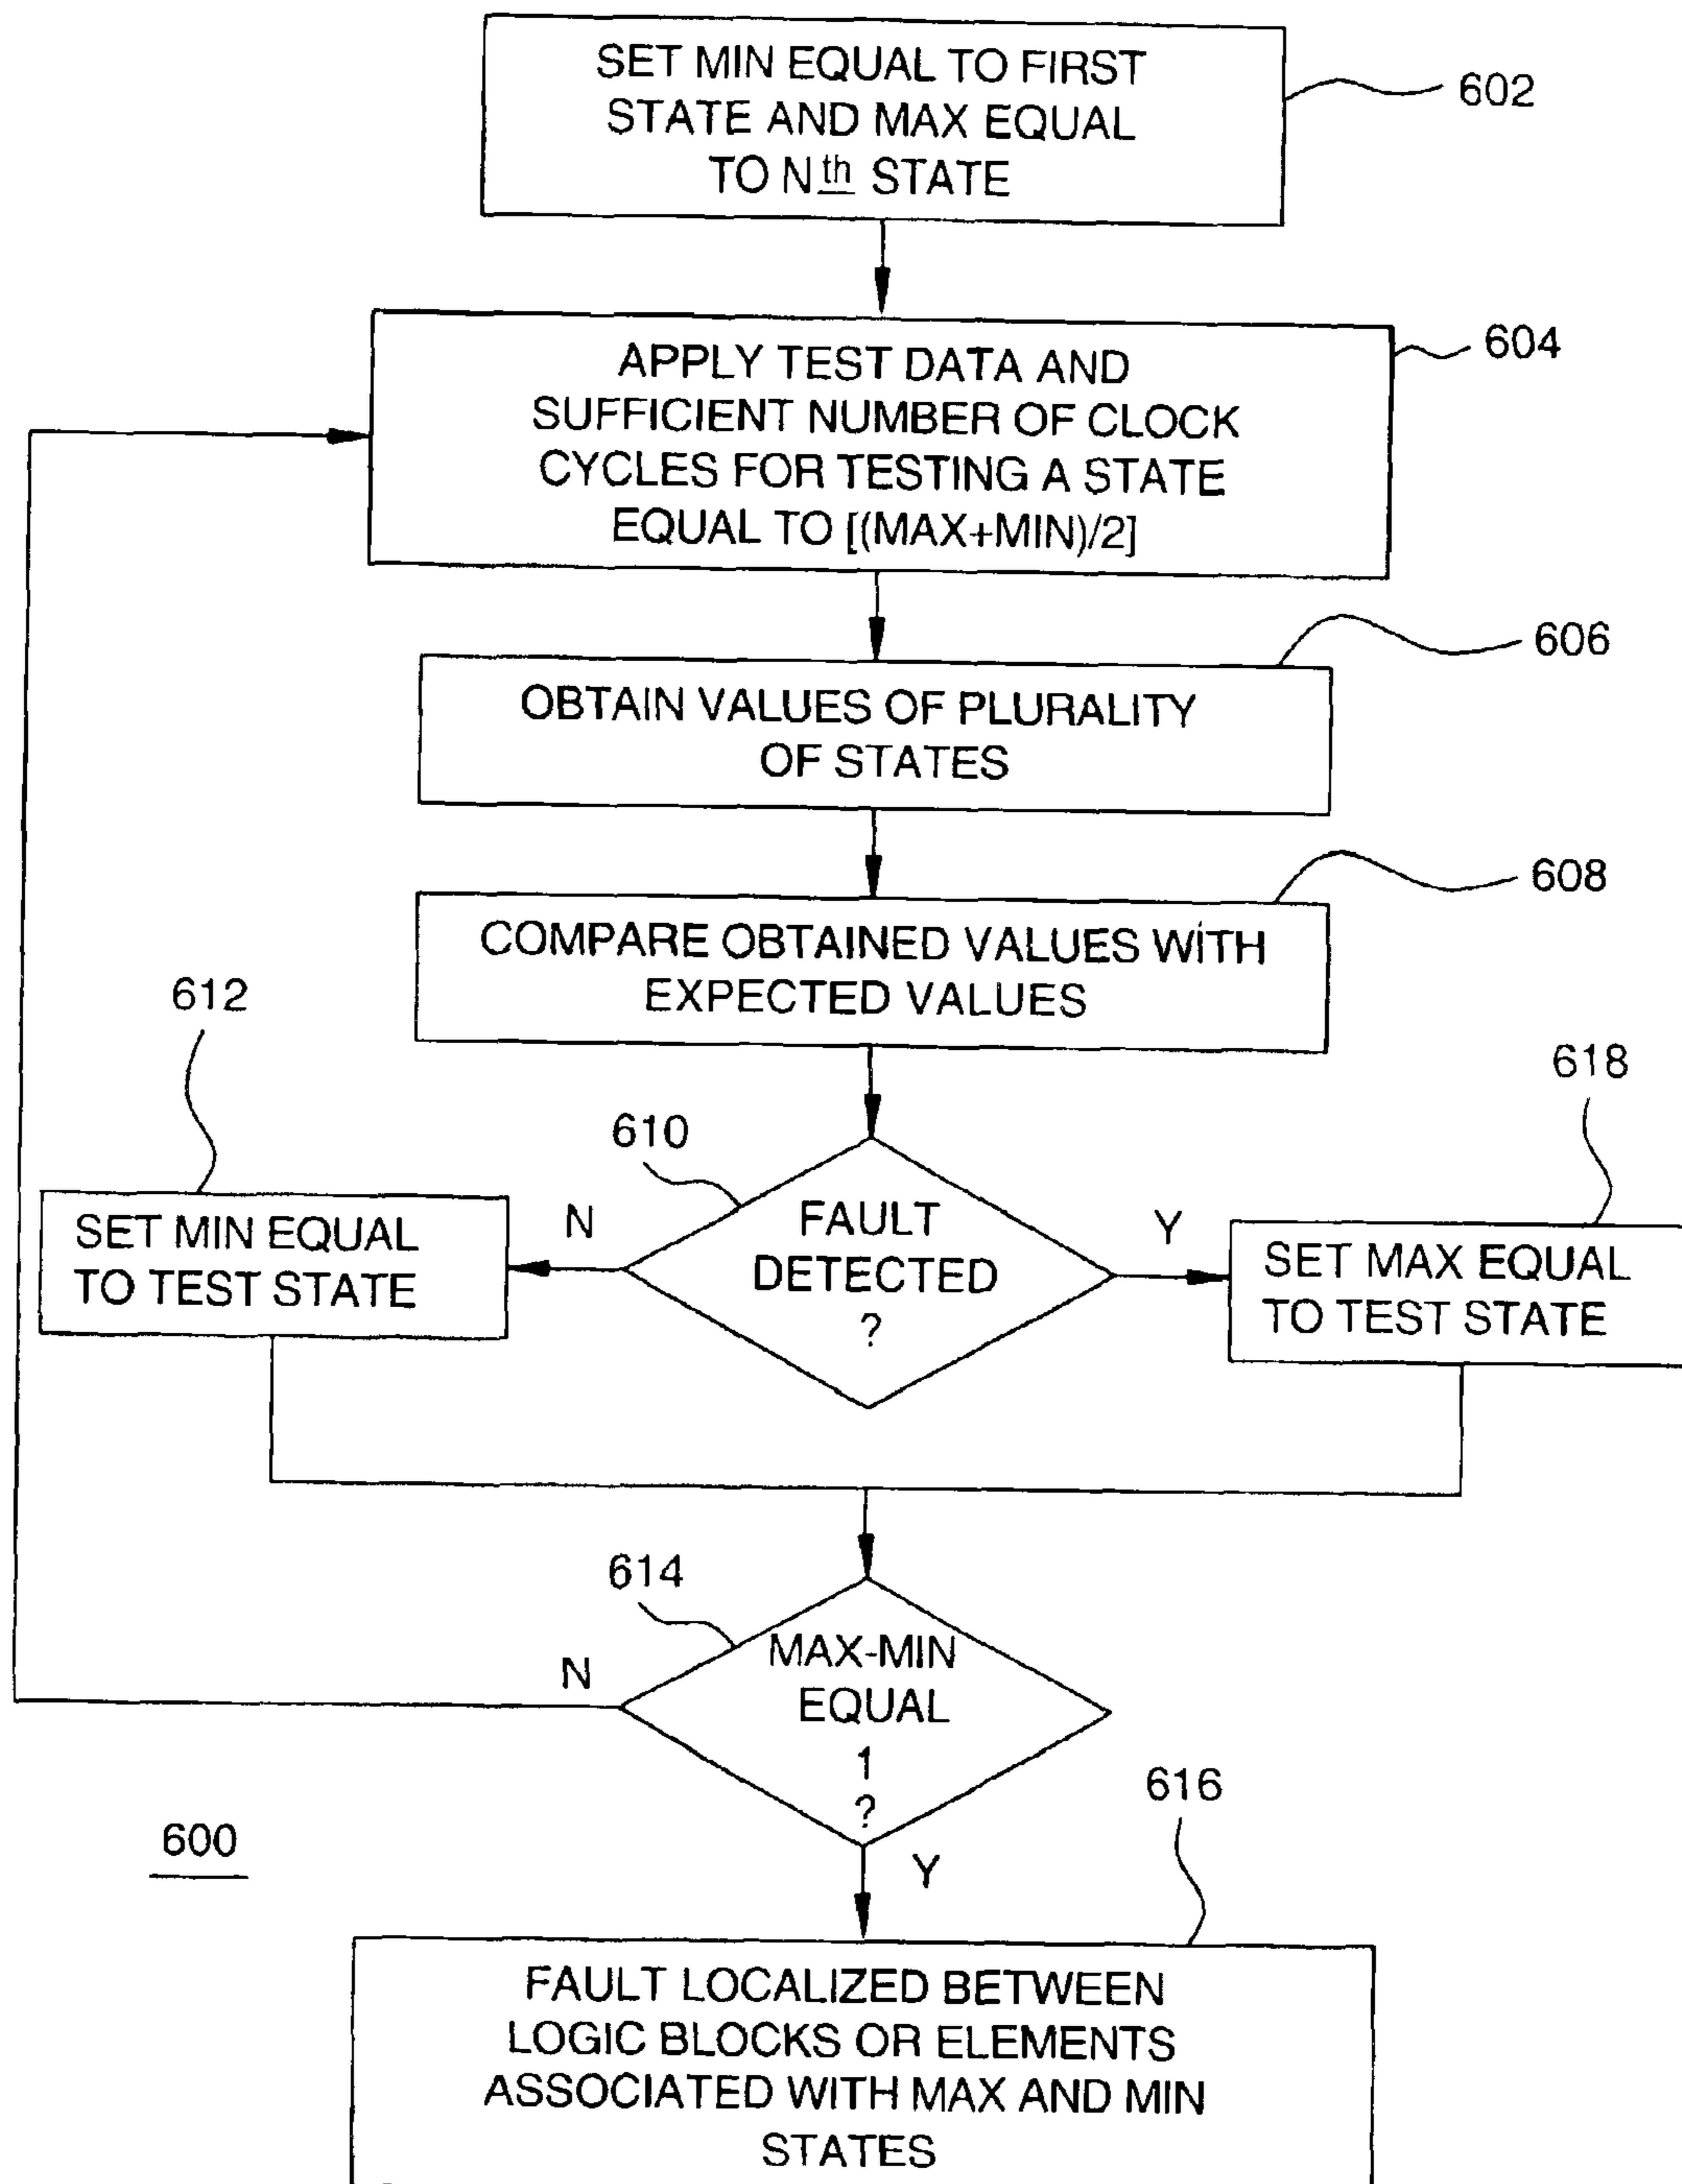 SET MIN EQUAL TO FIRST
STATE AND MAX EQUAL
TO Nth STATE
602
APPLY TEST DATA AND
SUFFICIENT NUMBER OF CLOCK
CYCLES FOR TESTING A STATE
EQUAL TO [(MAX+MIN)/2]
604
606
OBTAIN VALUES OF PLURALITY
OF STATES
608
COMPARE OBTAINED VALUES WITH
EXPECTED VALUES
612
618
610
SET MIN EQUAL
TO TEST STATE
N
FAULT
DETECTED
?
Y
SET MAX EQUAL
TO TEST STATE
614
N
MAX-MIN
EQUAL
1
?
616
600
Y
FAULT LOCALIZED BETWEEN
LOGIC BLOCKS OR ELEMENTS
ASSOCIATED WITH MAX AND MIN
STATES